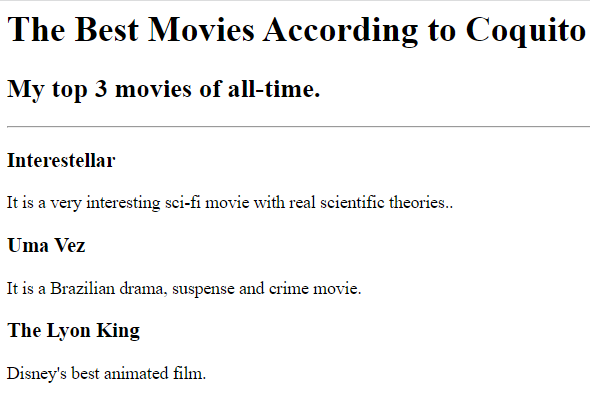 The Best Movies According to Coquito
My top 3 movies of all-time.
Interestellar
It is a very interesting sci-fi movie with real scientific theories..
Uma Vez
It is a Brazilian drama, suspense and crime movie.
The Lyon King
Disney's best animated film.